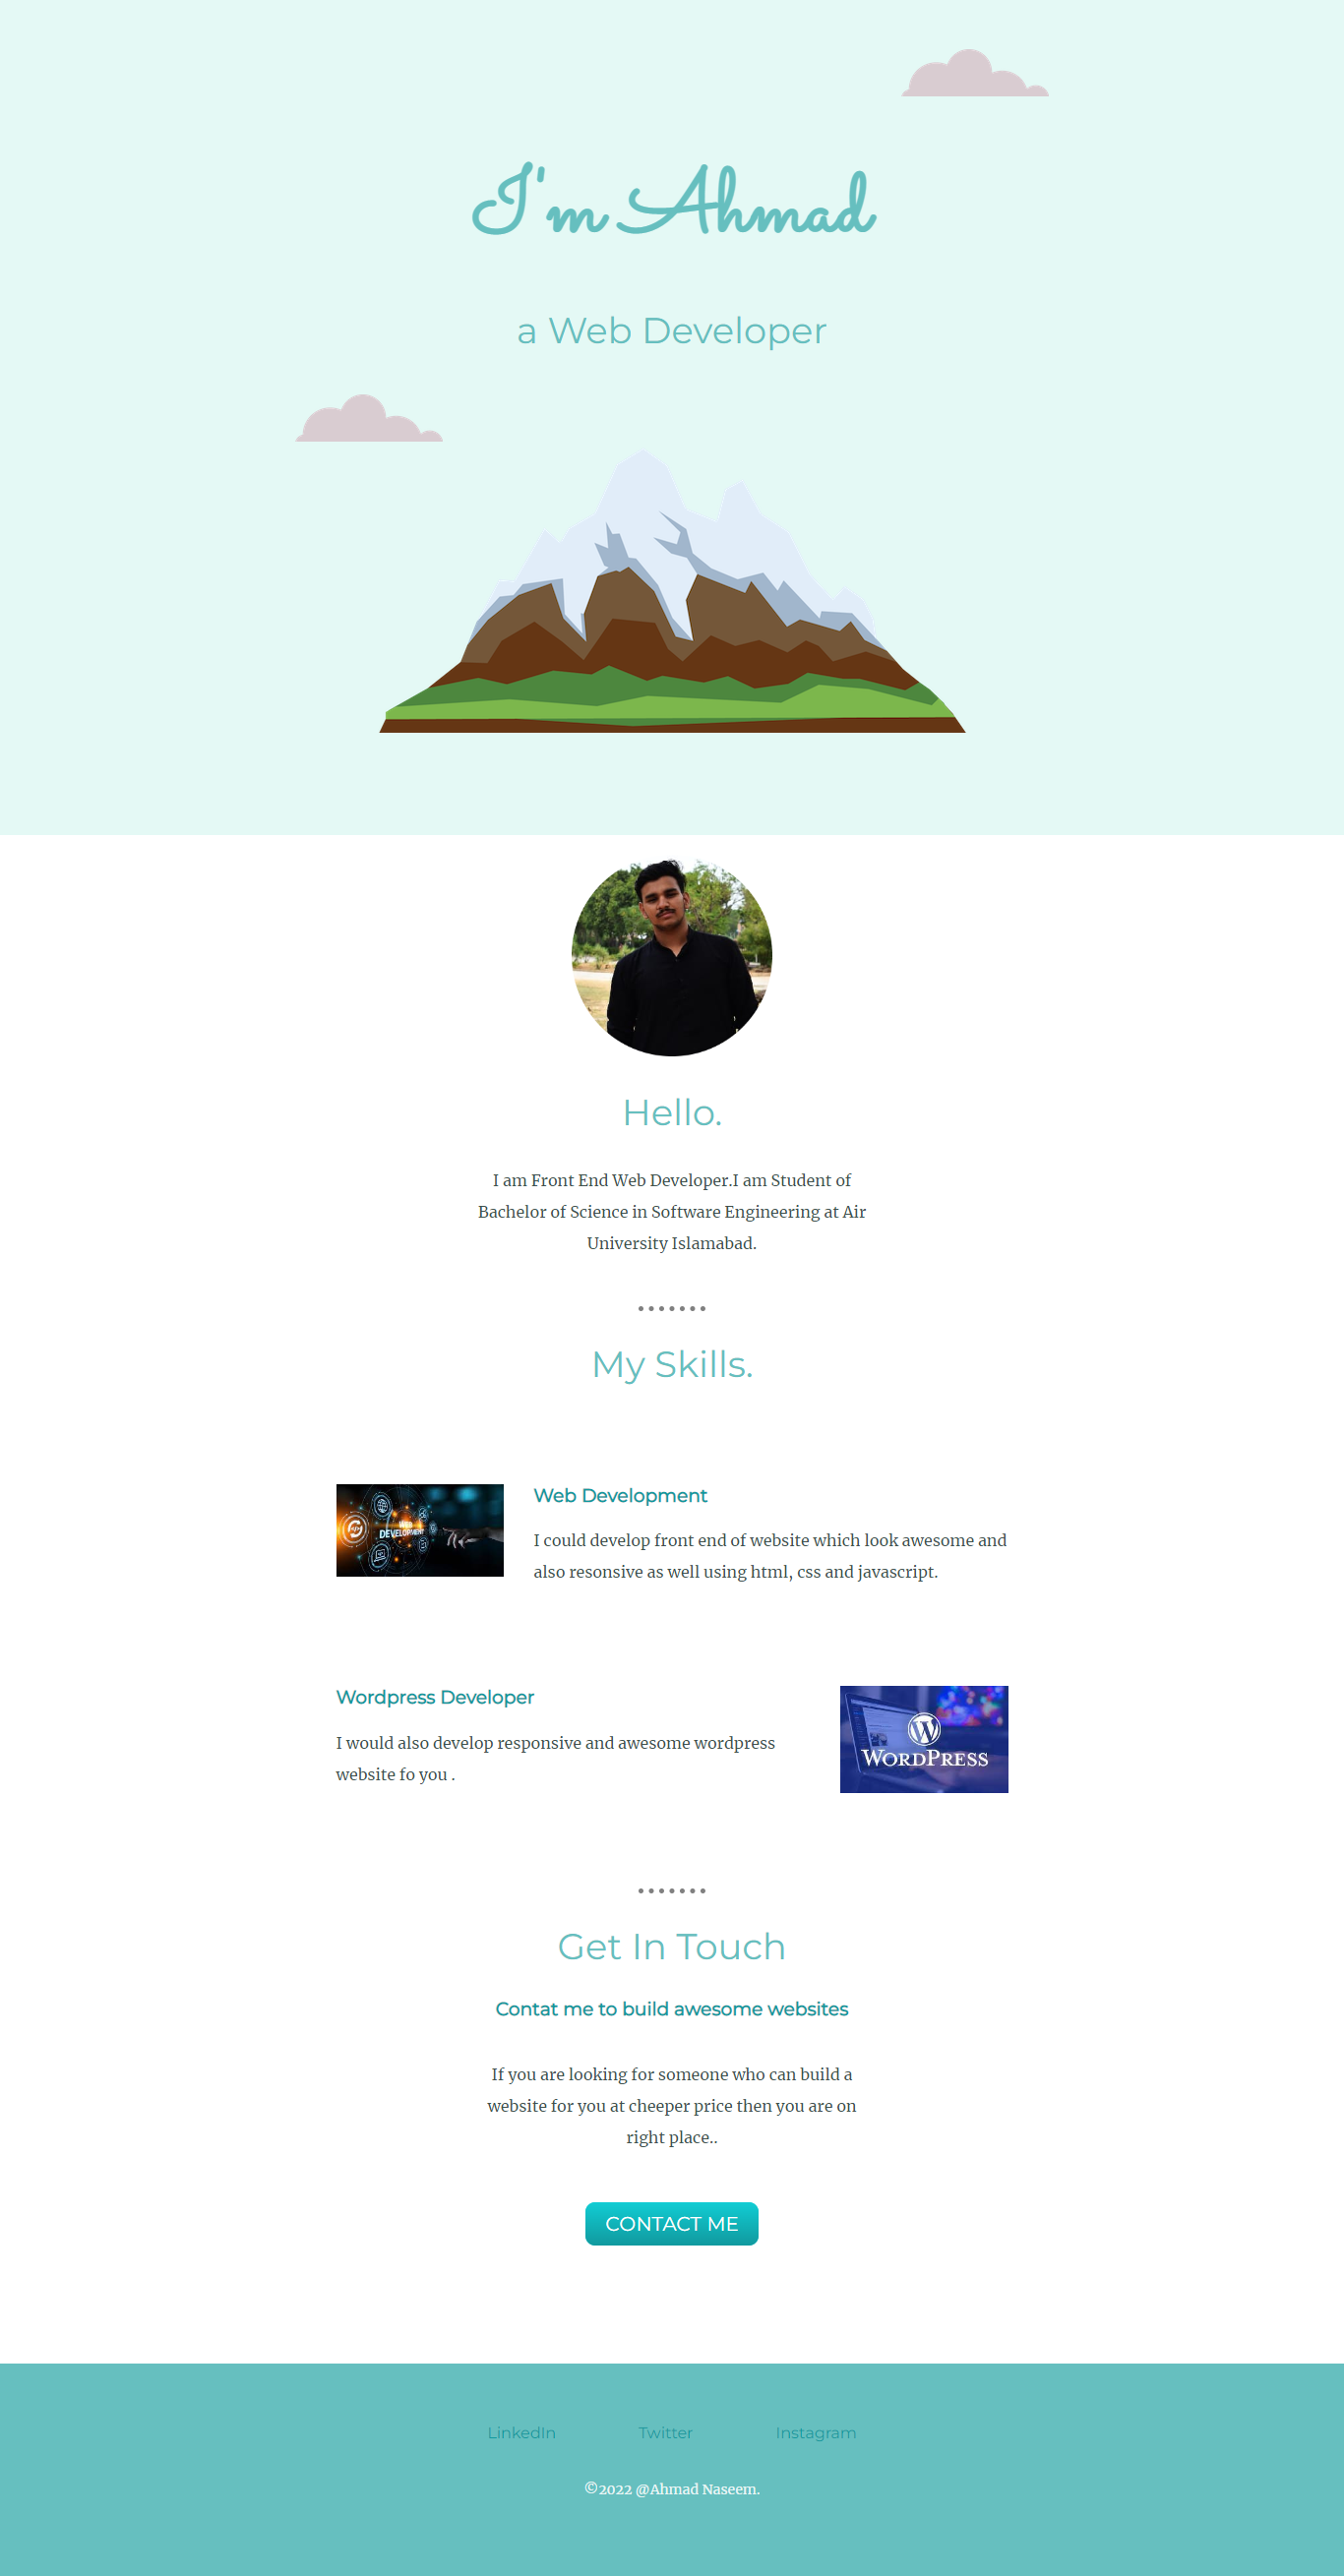 I'm Ahmad
a Web Developer
Hello.
I am Front End Web Developer.I am Student of
Bachelor of Science in Software Engineering at Air
University Islamabad.
My Skills.
Web
DEVELOPMENT
Web Development
I could develop front end of website which look awesome and
also resonsive as well using html, css and javascript.
Wordpress Developer
I would also develop responsive and awesome wordpress
website fo you .
WORDPRESS
Get In Touch
Contat me to build awesome websites
If you are looking for someone who can build a
website for you at cheeper price then you are on
right place..
CONTACT ME
LinkedIn Twitter Instagram
©2022 @Ahmad Naseem.